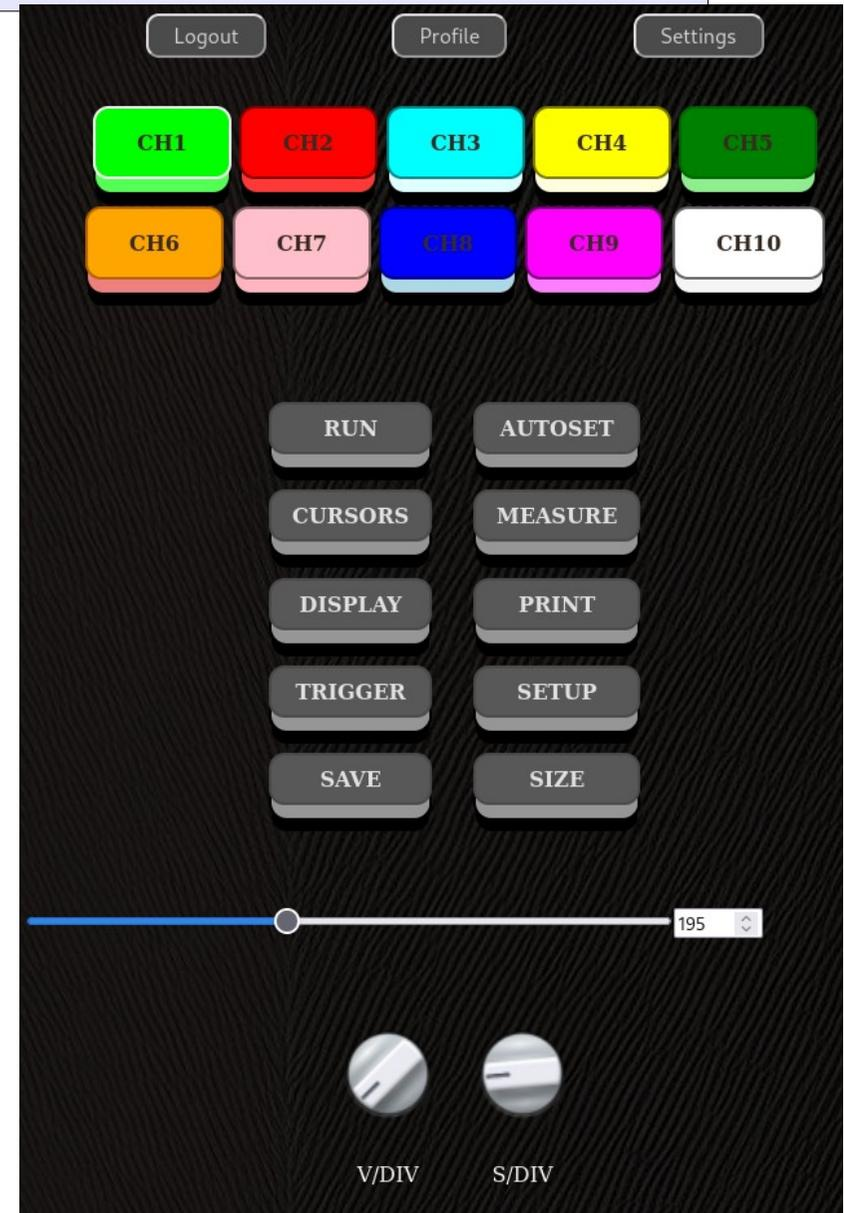 Logout Profile Settings
CH1 CH2 CH3 CH4 CH5
CH6 CH7 CH8 CH9 CH10
RUN AUTOSET
CURSORS MEASURE
DISPLAY PRINT
TRIGGER SETUP
SAVE SIZE
195
V/DIV S/DIV